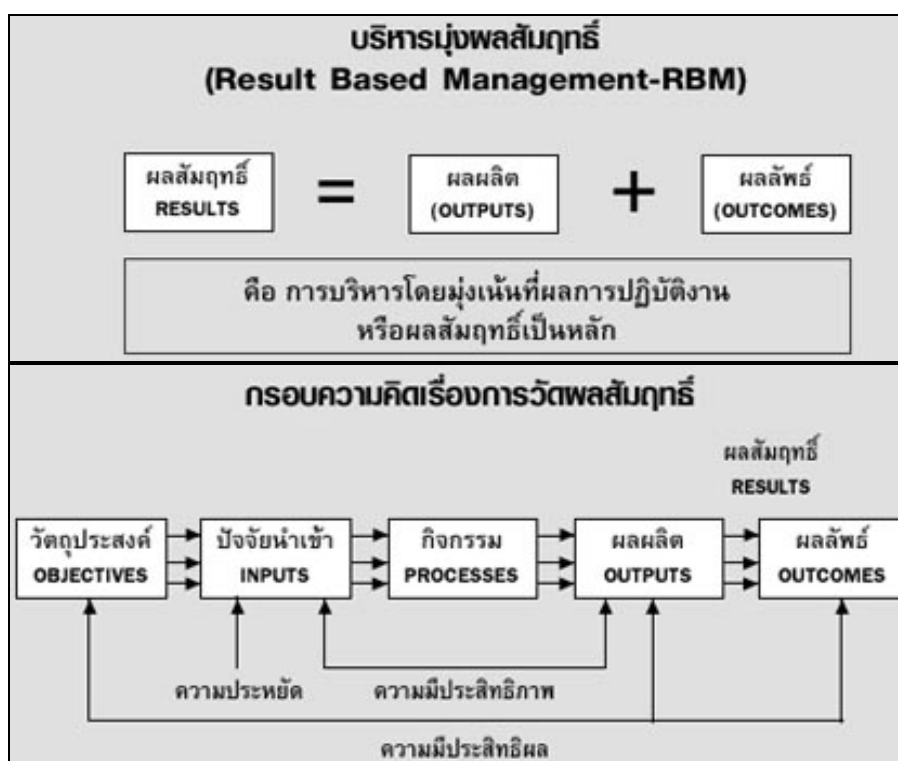 บริหารมุ่งผลสัมฤทธิ์
(Result Based Management-RBM)
ผลสัมฤทธิ์
RESULTS
=
ผลผลิต
(OUTPUTS)
+
ผลลัพธ์
(OUTCOMES)
คือ การบริหารโดยมุ่งเน้นที่ผลการปฏิบัติงาน
หรือผลสัมฤทธิ์เป็นหลัก
กรอบความคิดเรื่องการวัดผลสัมฤทธิ์
ผลสัมฤทธิ์
RESULTS
วัตถุประสงค์
OBJECTIVES
ปัจจัยนำเข้า
INPUTS
กิจกรรม
PROCESSES
ผลผลิต
OUTPUTS
ผลลัพธ์
OUTCOMES
ความประหยัด
ความมีประสิทธิภาพ
ความมีประสิทธิผล